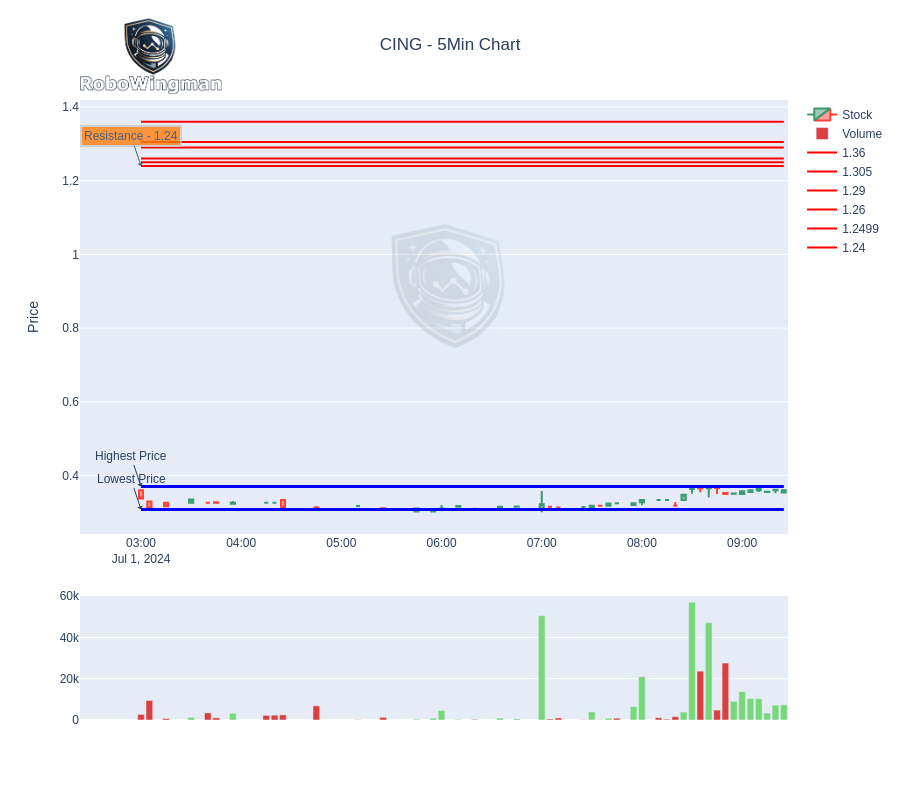 RoboWingman
CING - 5Min Chart
Price
1.4
1.2
1
0.8
0.6
0.4
Resistance - 1.24
Highest Price
Lowest Price
03:00
04:00
05:00
06:00
07:00
08:00
09:00
Jul 1, 2024
60k
40k
20k
0
Stock
Volume
1.36
1.305
1.29
1.26
1.2499
1.24